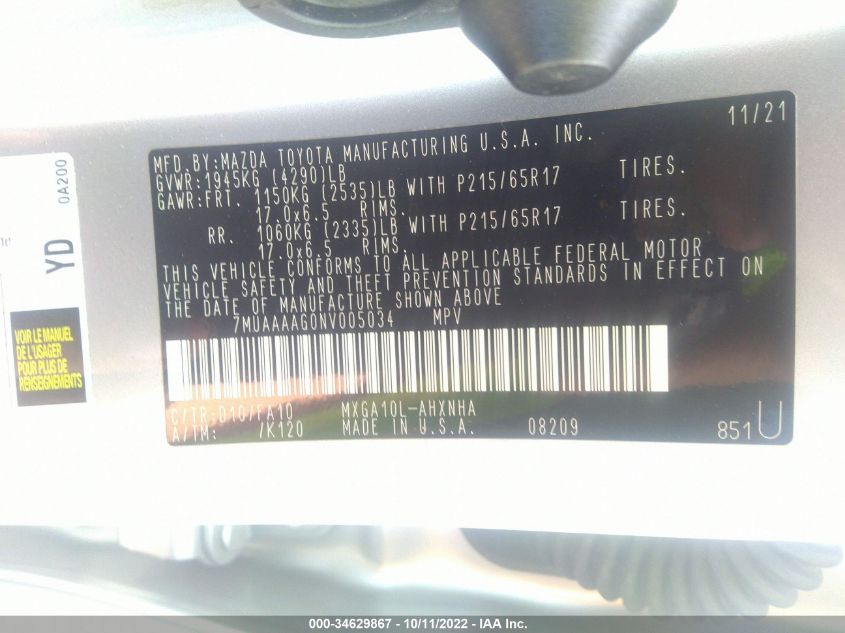 11/21
MFD.BY:MAZDA TOYOTA MANUFACTURING U.S.A. INC.
GVWR:1945KG (4290)LB
GAWR:FRT. 1150KG (2535)LB WITH P215/65R17 TIRES.
17.0x6.5 RIMS.
RR. 1060KG (2335)LB WITH P215/65R17 TIRES.
17.0x6.5 RIMS.
THIS VEHICLE CONFORMS TO ALL APPLICABLE FEDERAL MOTOR
VEHICLE SAFETY AND THEFT PREVENTION STANDARDS IN EFFECT ON
THE DATE OF MANUFACTURE SHOWN ABOVE
7MUAAAAG0NV005034 MPV
C/TR:D10/FA10 MXGA10L-AHXNHA
A/TM: /K120 MADE IN U.S.A. 08209 851U
0A200
YD
VOIR LE MANUEL
DE L'USAGER
POUR PLUS DE
RENSEIGNEMENTS
000-34629867 - 10/11/2022 - IAA Inc.